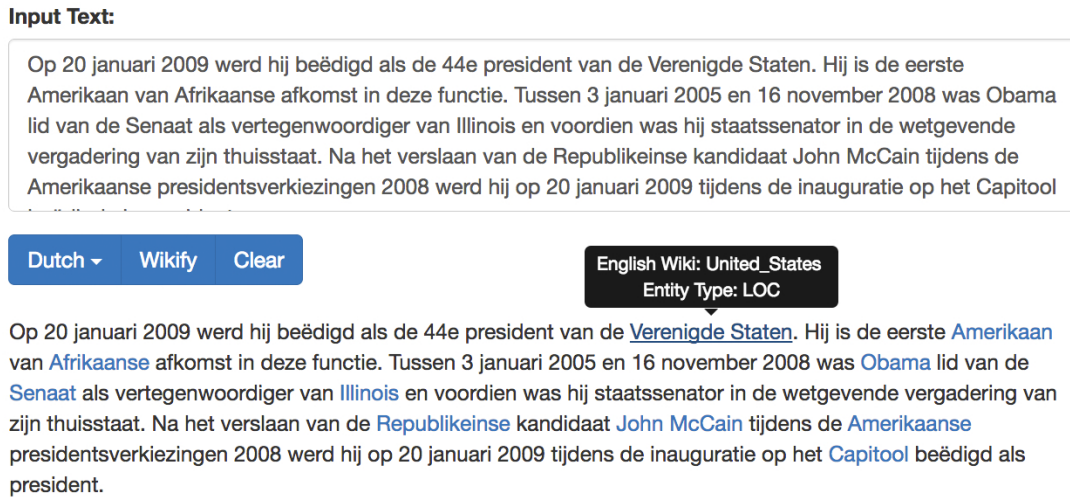 Input Text:
Op 20 januari 2009 werd hij beëdigd als de 44e president van de Verenigde Staten. Hij is de eerste
Amerikaan van Afrikaanse afkomst in deze functie. Tussen 3 januari 2005 en 16 november 2008 was Obama
lid van de Senaat als vertegenwoordiger van Illinois en voordien was hij staatssenator in de wetgevende
vergadering van zijn thuisstaat. Na het verslaan van de Republikeinse kandidaat John McCain tijdens de
Amerikaanse presidentsverkiezingen 2008 werd hij op 20 januari 2009 tijdens de inauguratie op het Capitool
Dutch Wikify Clear
English Wiki: United_States
Entity Type: LOC
Op 20 januari 2009 werd hij beëdigd als de 44e president van de Verenigde Staten. Hij is de eerste Amerikaan
van Afrikaanse afkomst in deze functie. Tussen 3 januari 2005 en 16 november 2008 was Obama lid van de
Senaat als vertegenwoordiger van Illinois en voordien was hij staatssenator in de wetgevende vergadering van
zijn thuisstaat. Na het verslaan van de Republikeinse kandidaat John McCain tijdens de Amerikaanse
presidentsverkiezingen 2008 werd hij op 20 januari 2009 tijdens de inauguratie op het Capitool beëdigd als
president.